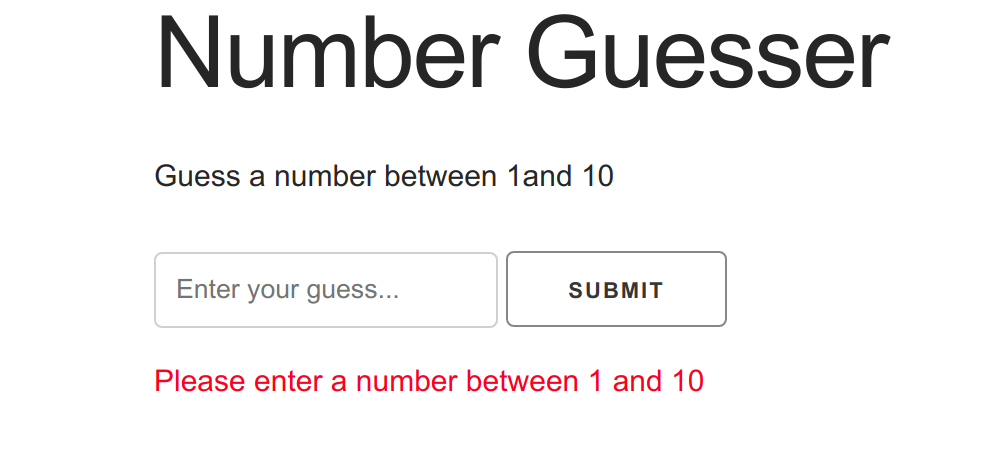 Number Guesser
Guess a number between 1and 10
Enter your guess...
SUBMIT
Please enter a number between 1 and 10